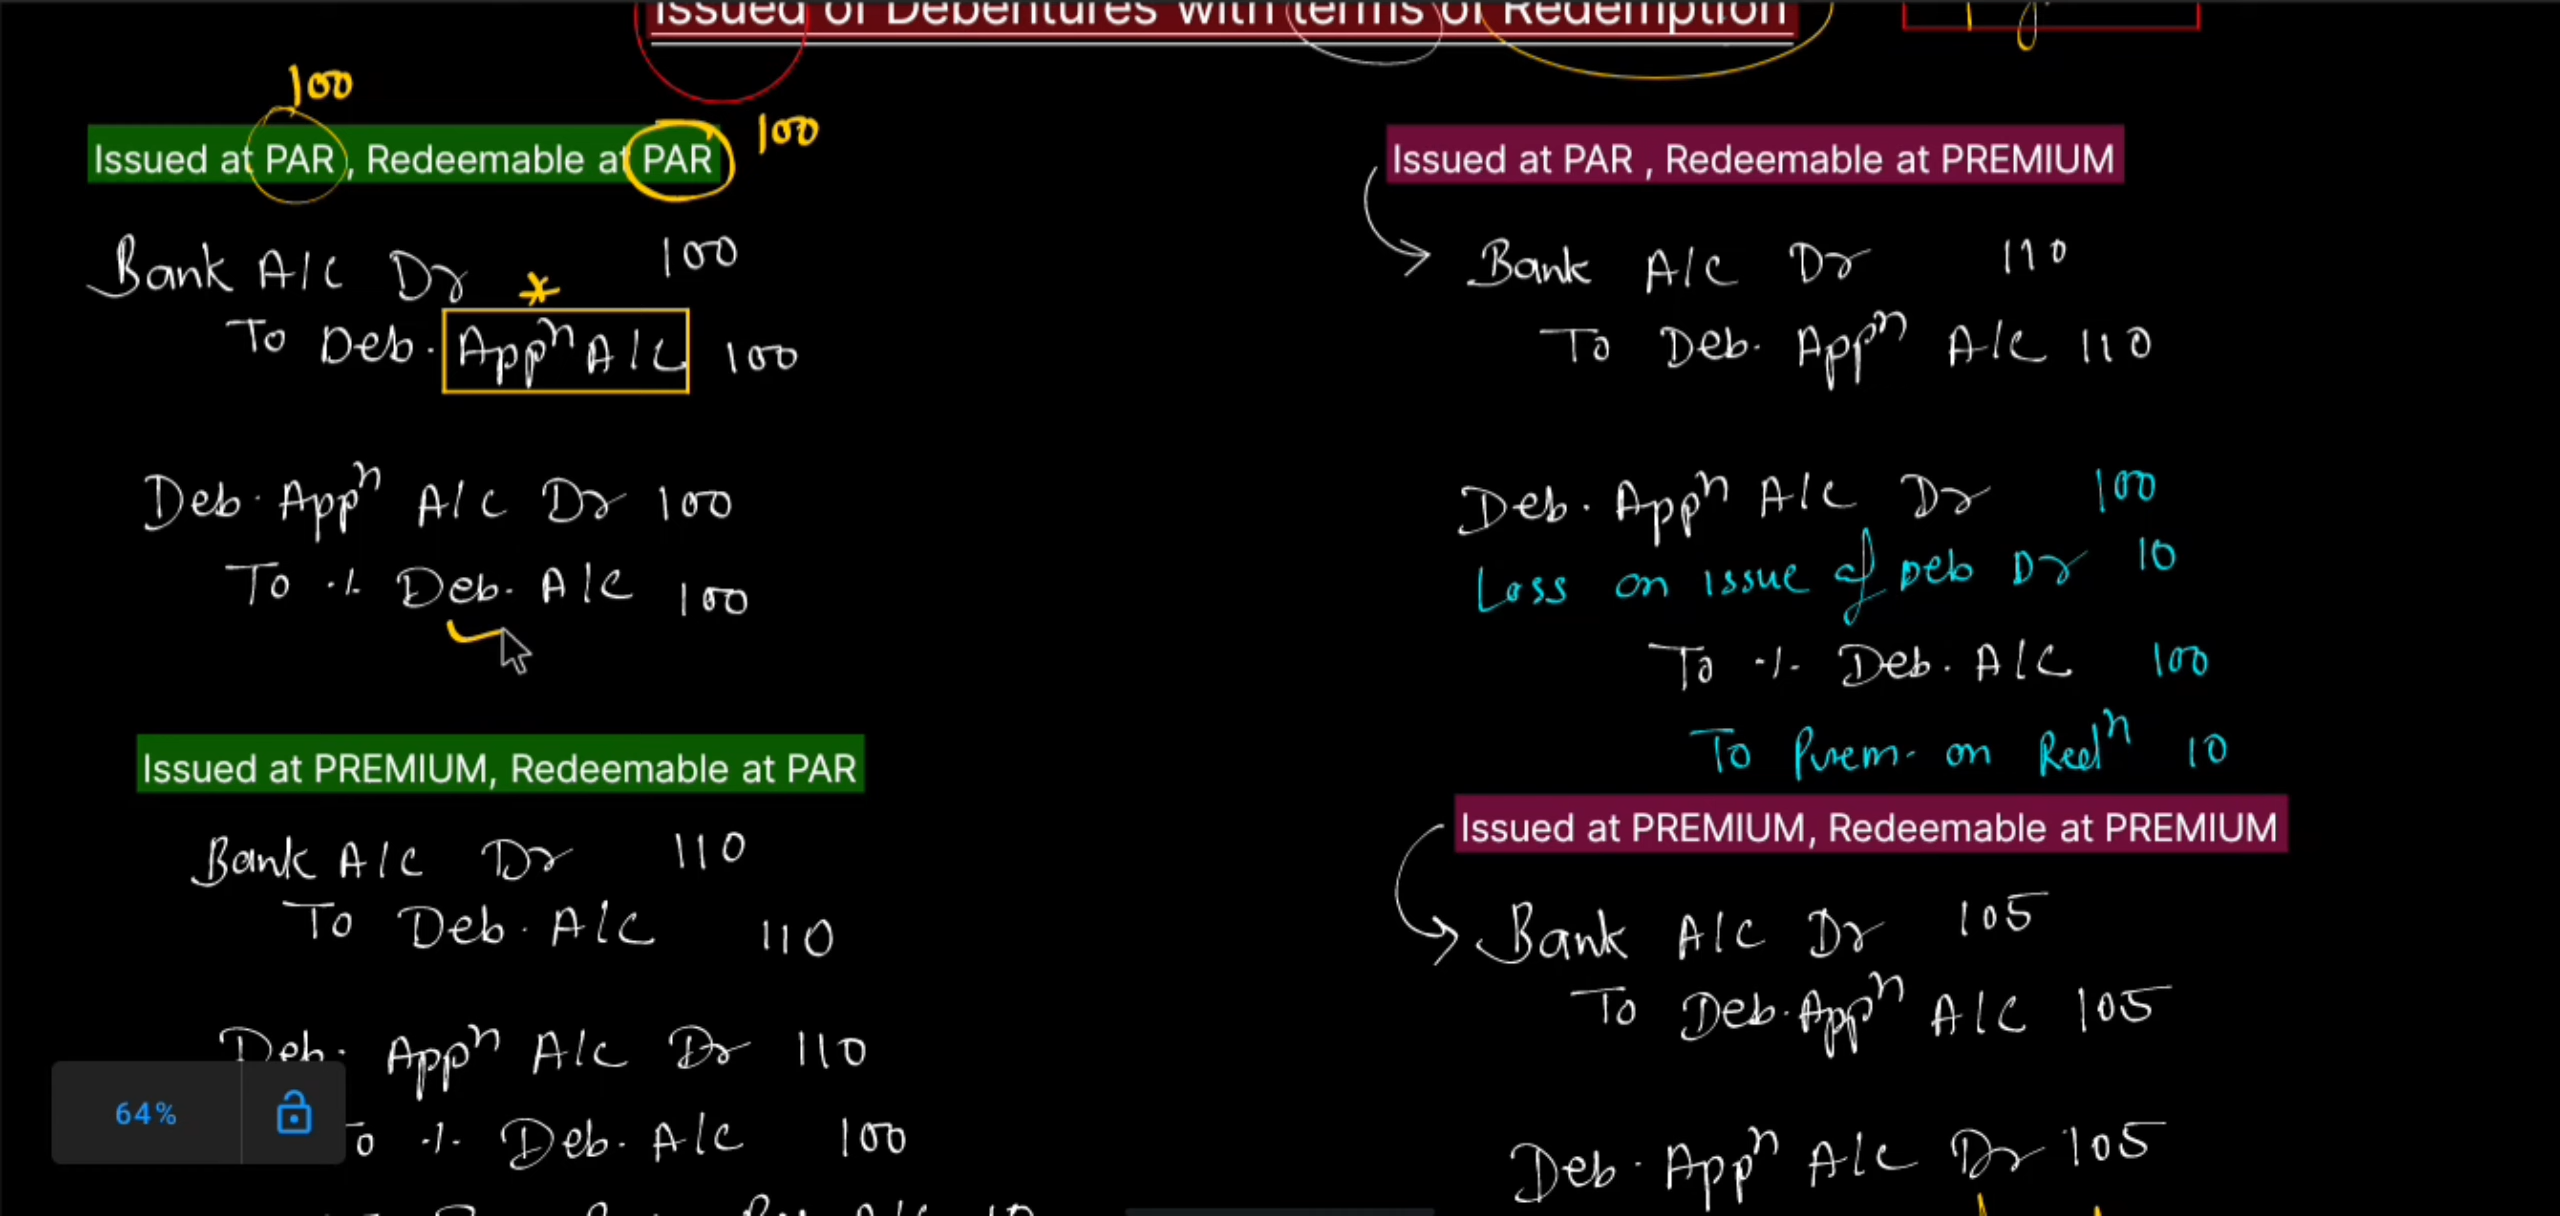 Issued of Debentures with terms of Redemption
100
Issued at PAR , Redeemable at PAR 100
Bank A/C Dr 100
To Deb. Appⁿ A/C 100
Deb. Appⁿ A/C Dr 100
To ·/. Deb. A/C 100
Issued at PREMIUM, Redeemable at PAR
Bank A/C Dr 110
To Deb. A/C 110
Deb. Appⁿ A/C Dr 110
To ·/. Deb. A/C 100
Issued at PAR , Redeemable at PREMIUM
Bank A/C Dr 110
To Deb. Appⁿ A/C 110
Deb. Appⁿ A/C Dr 100
Loss on issue of Deb Dr 10
To ·/. Deb. A/C 100
To Prem. on Redⁿ 10
Issued at PREMIUM, Redeemable at PREMIUM
Bank A/C Dr 105
To Deb. Appⁿ A/C 105
Deb. Appⁿ A/C Dr 105
64%